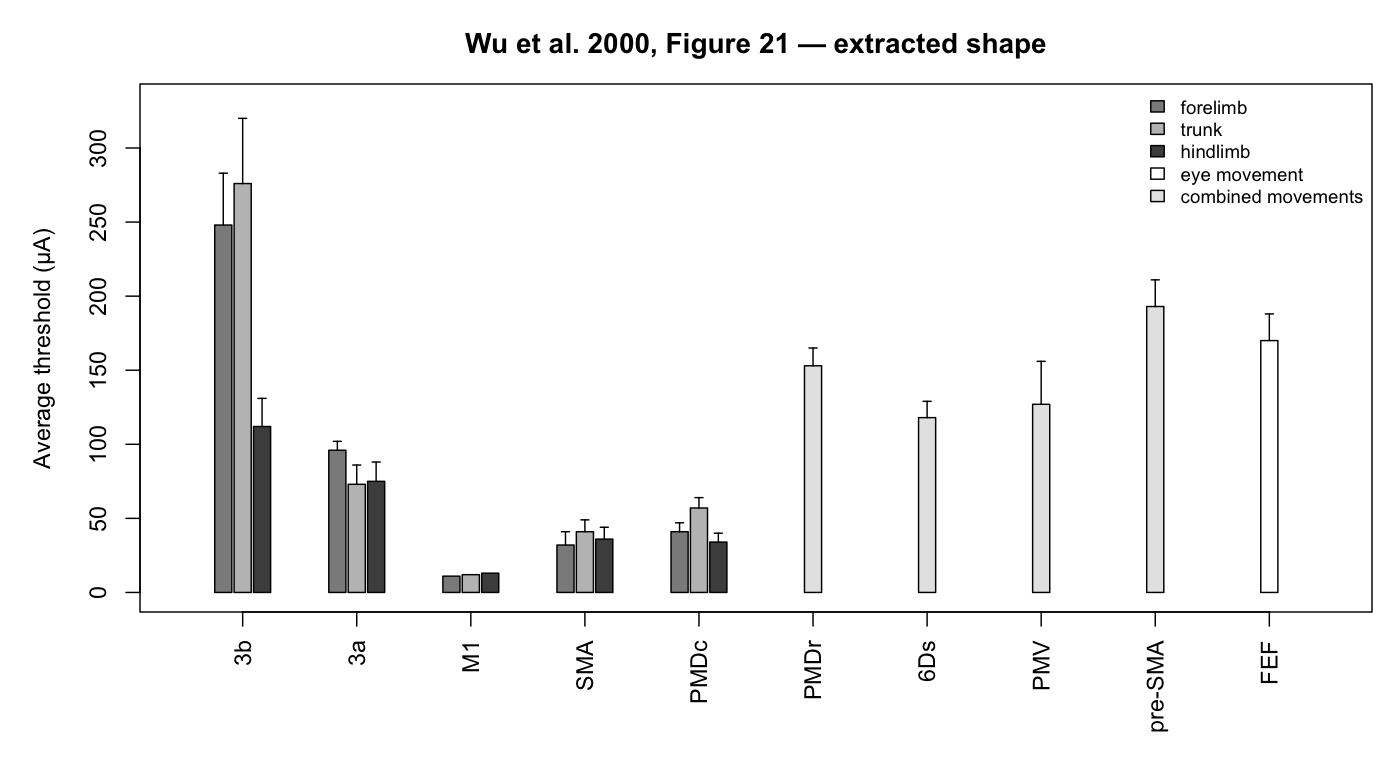 Wu et al. 2000, Figure 21 — extracted shape
forelimb
trunk
hindlimb
eye movement
combined movements
Average threshold (µA)
300
250
200
150
100
50
0
3b
3a
M1
SMA
PMDc
PMDr
6Ds
PMV
pre-SMA
FEF